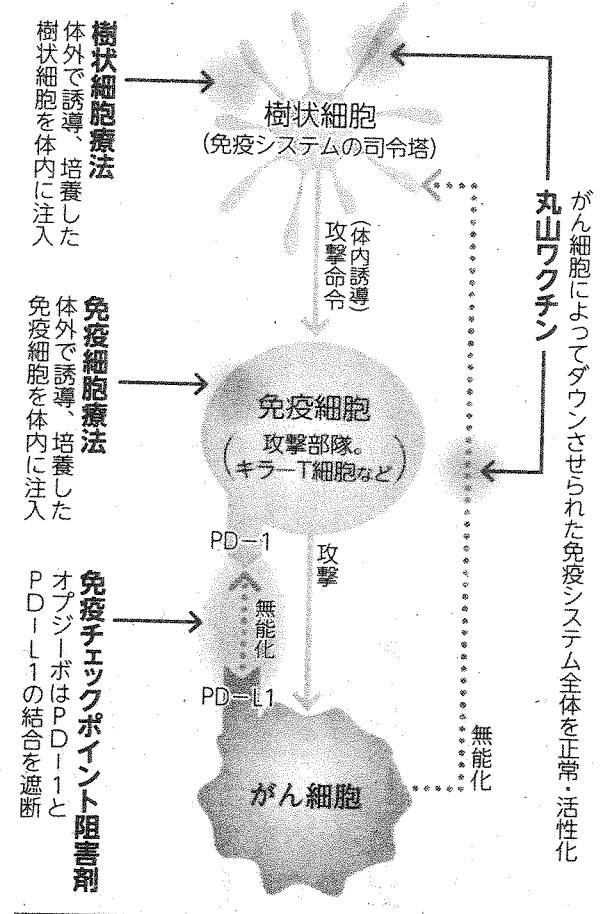 がん細胞によってダウンさせられた免疫システム全体を正常・活性化
丸山ワクチン
樹状細胞
(免疫システムの司令塔)
樹状細胞療法
体外で誘導、培養した
樹状細胞を体内に注入
(体内誘導)
攻撃命令
免疫細胞療法
体外で誘導、培養した
免疫細胞を体内に注入
免疫細胞
(攻撃部隊。
キラーT細胞など)
PD-1
攻撃
無能化
PD-L1
免疫チェックポイント阻害剤
オプジーボはPD-1と
PD-L1の結合を遮断
がん細胞
無能化